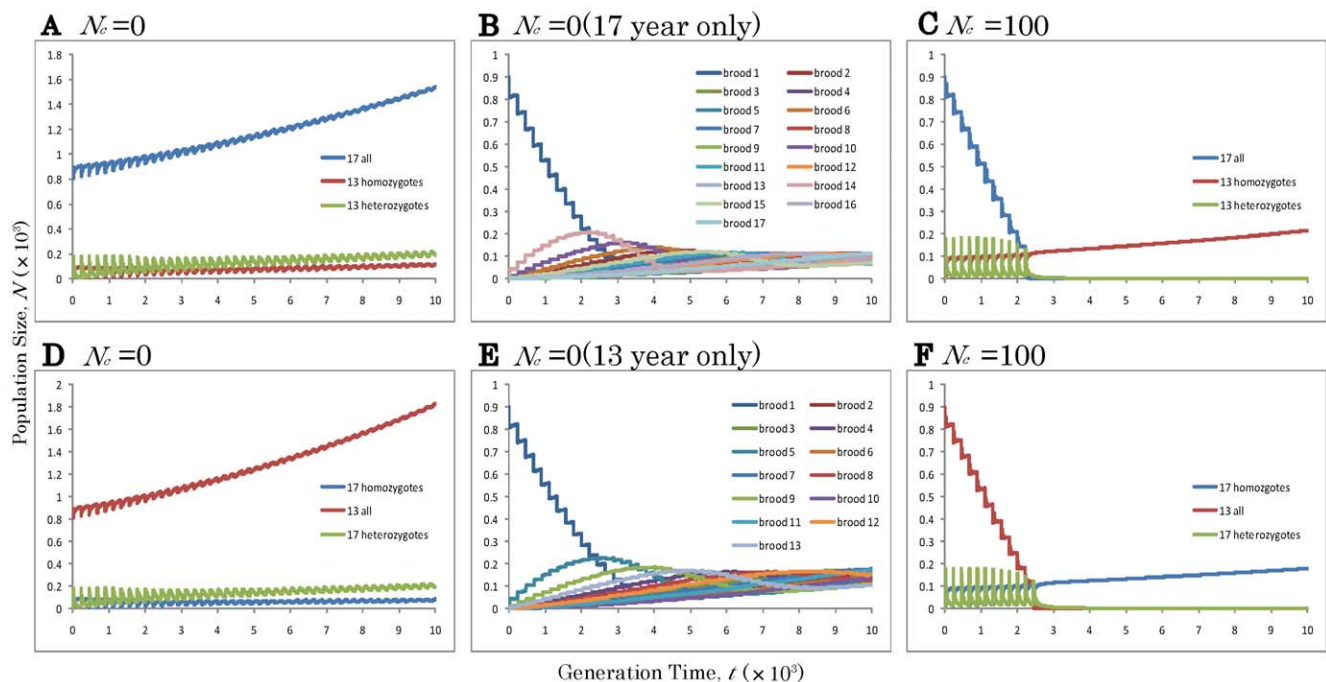 A 𝒩c =0
B 𝒩c =0(17 year only)
C 𝒩c =100
1.8
1.6
1.4
1.2
1
0.8
0.6
0.4
0.2
0
0 1 2 3 4 5 6 7 8 9 10
17 all
13 homozygotes
13 heterozygotes
1
0.9
0.8
0.7
0.6
0.5
0.4
0.3
0.2
0.1
0
0 1 2 3 4 5 6 7 8 9 10
brood 1 brood 2
brood 3 brood 4
brood 5 brood 6
brood 7 brood 8
brood 9 brood 10
brood 11 brood 12
brood 13 brood 14
brood 15 brood 16
brood 17
1
0.9
0.8
0.7
0.6
0.5
0.4
0.3
0.2
0.1
0
0 1 2 3 4 5 6 7 8 9 10
17 all
13 homozygotes
13 heterozygotes
Population Size, N (×10³)
D 𝒩c =0
E 𝒩c =0(13 year only)
F 𝒩c =100
2
1.8
1.6
1.4
1.2
1
0.8
0.6
0.4
0.2
0
0 1 2 3 4 5 6 7 8 9 10
17 homozgotes
13 all
17 heterozygotes
1
0.9
0.8
0.7
0.6
0.5
0.4
0.3
0.2
0.1
0
0 1 2 3 4 5 6 7 8 9 10
brood 1 brood 2
brood 3 brood 4
brood 5 brood 6
brood 7 brood 8
brood 9 brood 10
brood 11 brood 12
brood 13
1
0.9
0.8
0.7
0.6
0.5
0.4
0.3
0.2
0.1
0
0 1 2 3 4 5 6 7 8 9 10
17 homozgotes
13 all
17 heterozygotes
Generation Time, t (×10³)